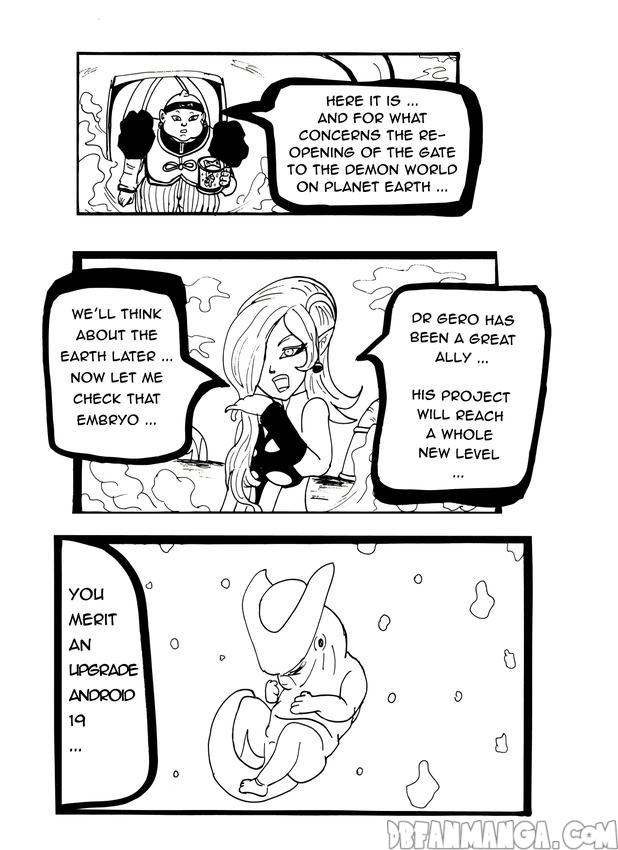 HERE IT IS ...
AND FOR WHAT
CONCERNS THE RE-
OPENING OF THE GATE
TO THE DEMON WORLD
ON PLANET EARTH ...
WE'LL THINK
ABOUT THE
EARTH LATER ...
NOW LET ME
CHECK THAT
EMBRYO ...
DR GERO HAS
BEEN A GREAT
ALLY ...
HIS PROJECT
WILL REACH
A WHOLE
NEW LEVEL
...
YOU
MERIT
AN
UPGRADE
ANDROID
19
...
DBFANMANGA.COM